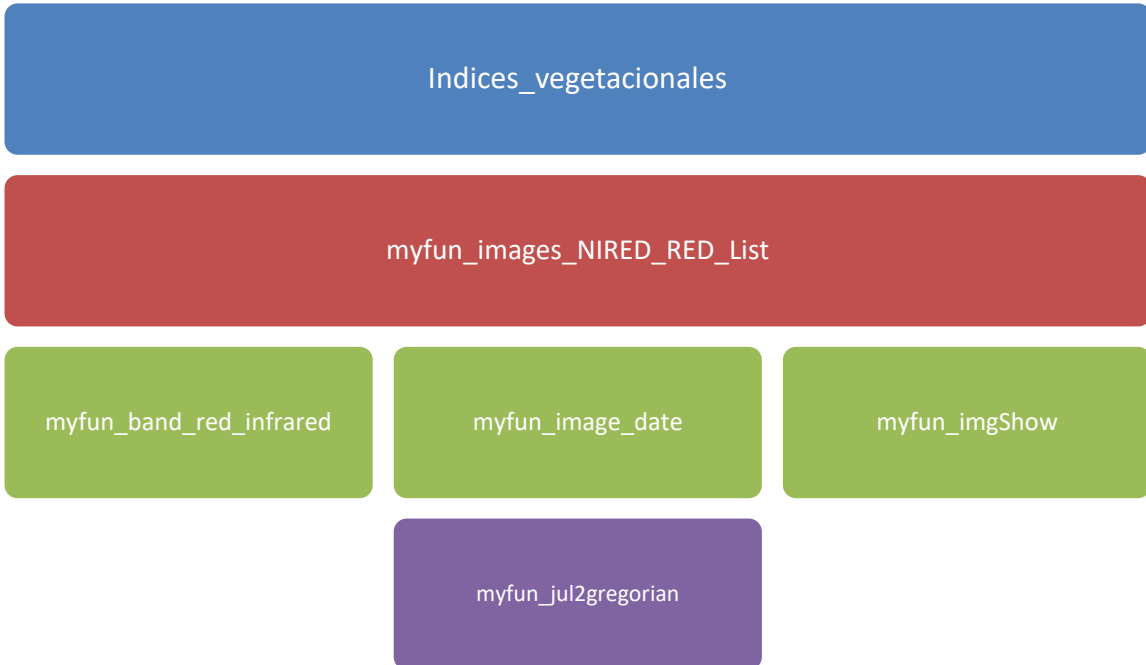 Indices_vegetacionales
myfun_images_NIRED_RED_List
myfun_band_red_infrared
myfun_image_date
myfun_imgShow
myfun_jul2gregorian